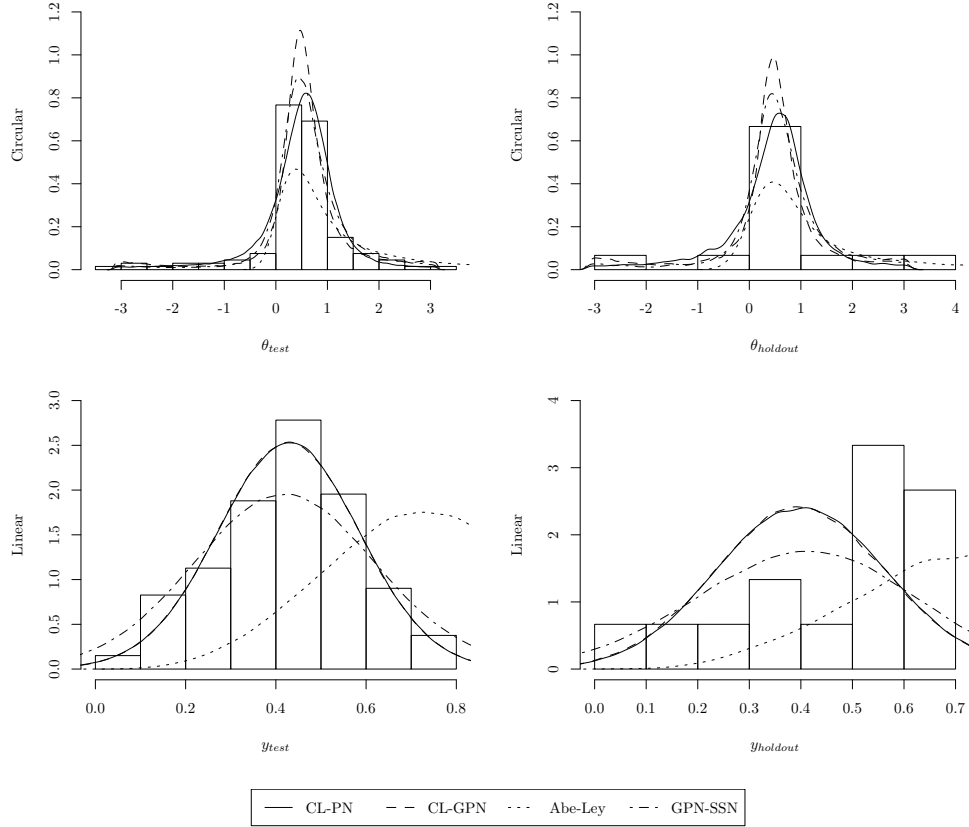 Circular
0.0 0.2 0.4 0.6 0.8 1.0 1.2
-3 -2 -1 0 1 2 3
θtest
Circular
0.0 0.2 0.4 0.6 0.8 1.0 1.2
-3 -2 -1 0 1 2 3 4
θholdout
Linear
0.0 0.5 1.0 1.5 2.0 2.5 3.0
0.0 0.2 0.4 0.6 0.8
ytest
Linear
0 1 2 3 4
0.0 0.1 0.2 0.3 0.4 0.5 0.6 0.7
yholdout
CL-PN CL-GPN Abe-Ley GPN-SSN